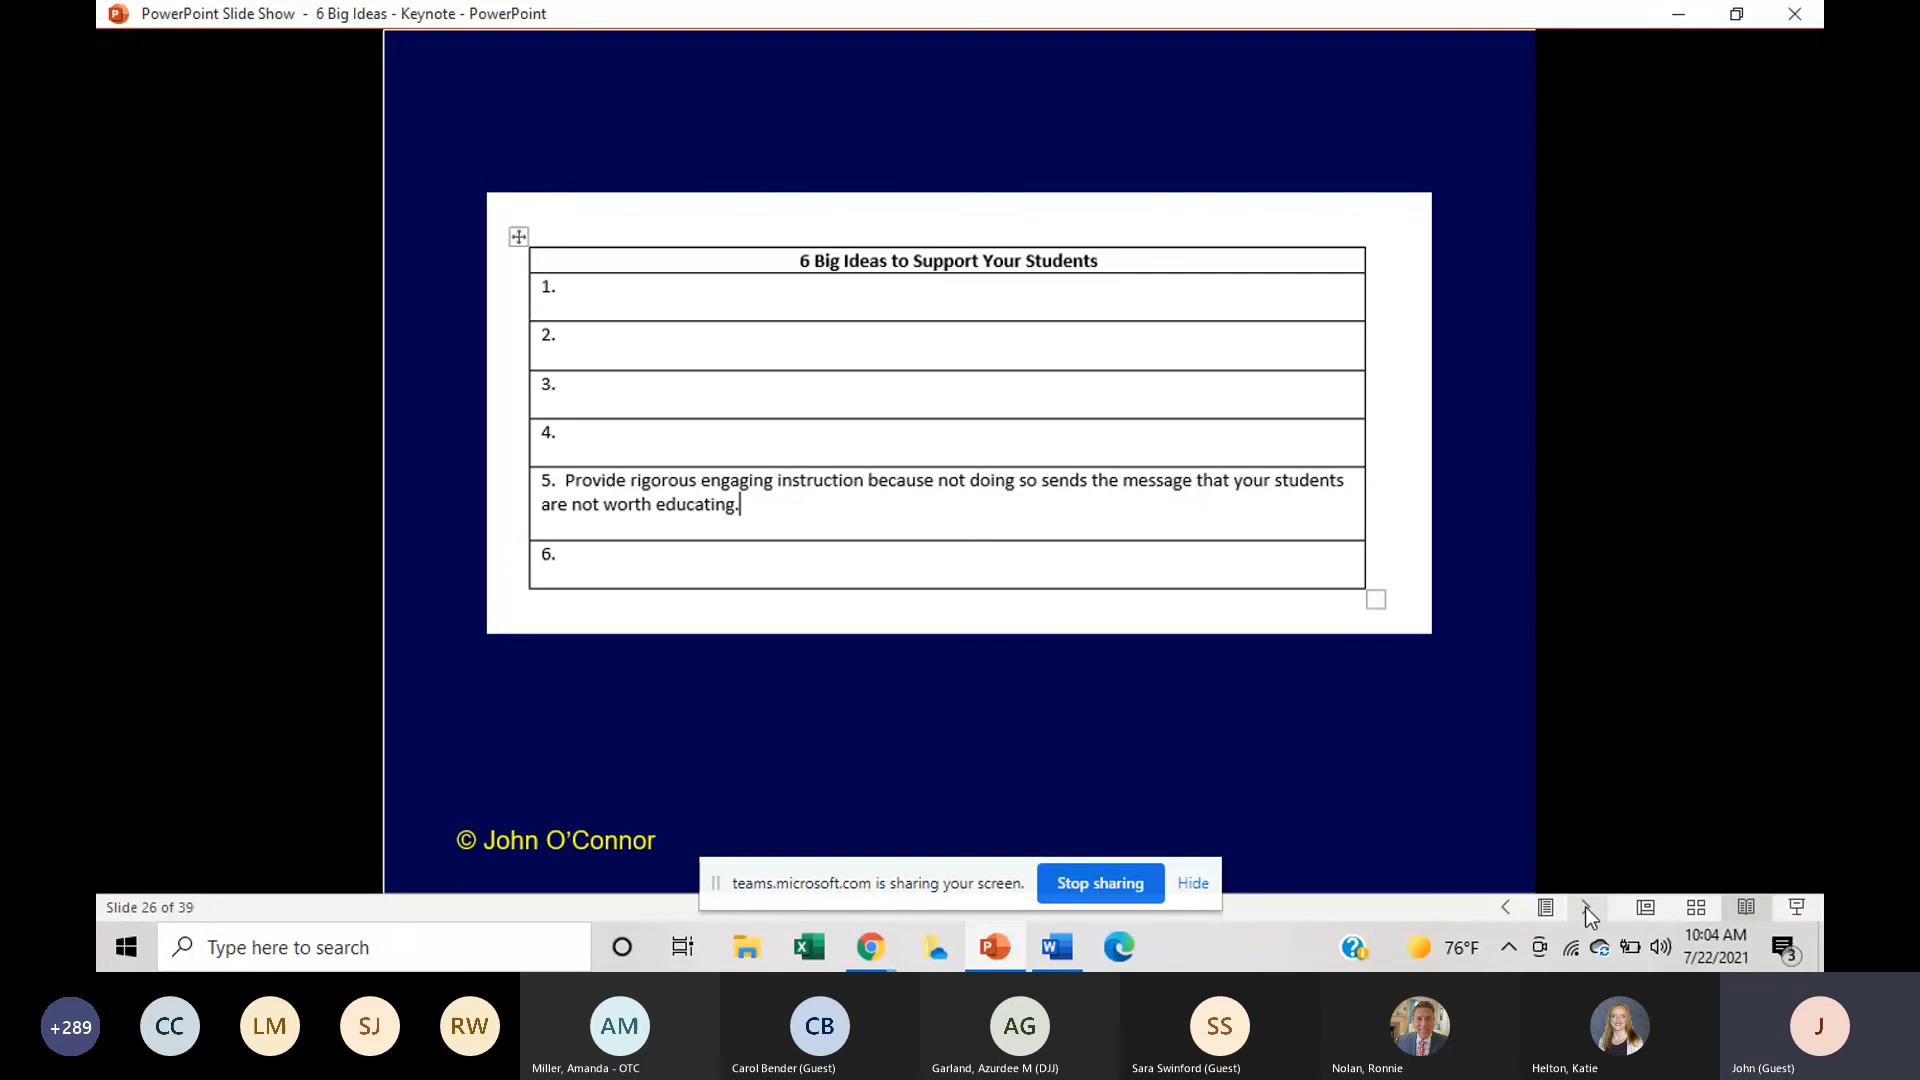 PowerPoint Slide Show - 6 Big Ideas - Keynote - PowerPoint
6 Big Ideas to Support Your Students
1.
2.
3.
4.
5. Provide rigorous engaging instruction because not doing so sends the message that your students
are not worth educating.
6.
© John O’Connor
teams.microsoft.com is sharing your screen.
Stop sharing
Hide
Slide 26 of 39
Type here to search
76°F
10:04 AM
7/22/2021
3
+289
CC
LM
SJ
RW
AM
Miller, Amanda - OTC
CB
Carol Bender (Guest)
AG
Garland, Azurdee M (DJJ)
SS
Sara Swinford (Guest)
Nolan, Ronnie
Helton, Katie
J
John (Guest)